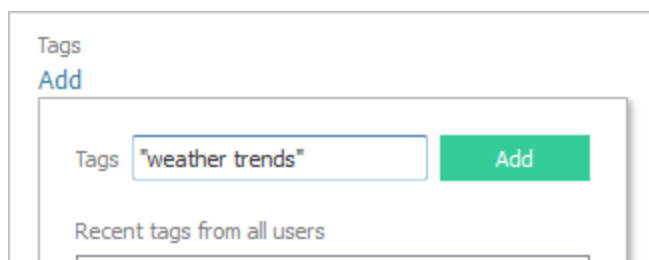 Tags
Add
Tags "weather trends" Add
Recent tags from all users